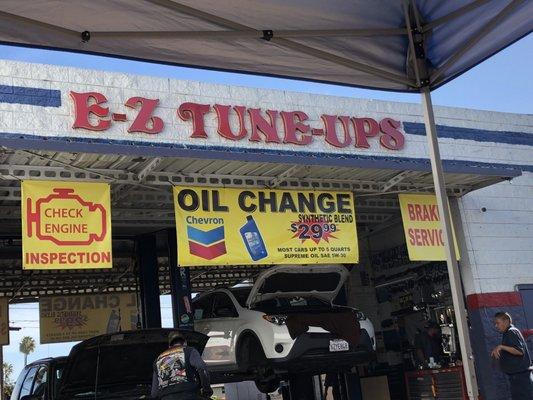 E-Z TUNE-UPS
CHECK
ENGINE
INSPECTION
OIL CHANGE
Chevron
SYNTHETIC BLEND
$29.99
MOST CARS UP TO 5 QUARTS
SUPREME OIL SAE 5W-30
BRAK
SERVIC
OIL CHANGE